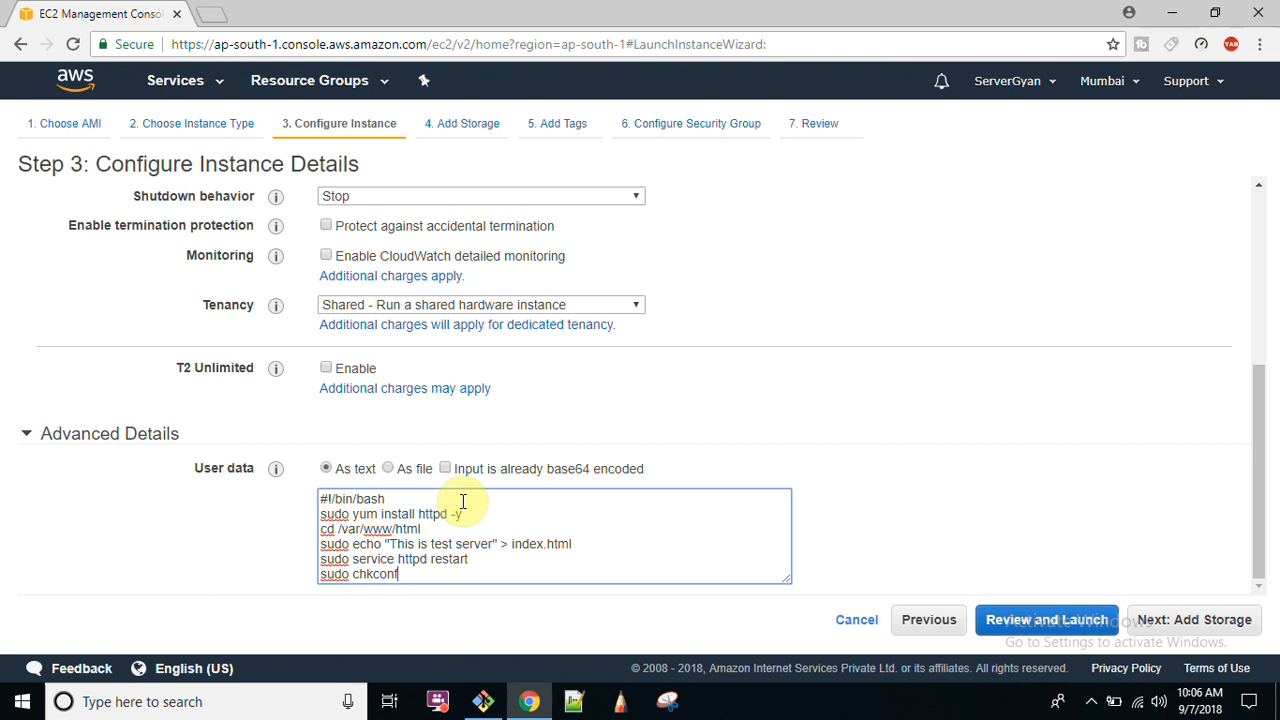 EC2 Management Conso
Secure
https://ap-south-1.console.aws.amazon.com/ec2/v2/home?region=ap-south-1#LaunchInstanceWizard:
tb
YAB
aws
Services
Resource Groups
ServerGyan
Mumbai
Support
1. Choose AMI
2. Choose Instance Type
3. Configure Instance
4. Add Storage
5. Add Tags
6. Configure Security Group
7. Review
Step 3: Configure Instance Details
Shutdown behavior i Stop
Enable termination protection i Protect against accidental termination
Monitoring i Enable CloudWatch detailed monitoring
Additional charges apply.
Tenancy i Shared - Run a shared hardware instance
Additional charges will apply for dedicated tenancy.
T2 Unlimited i Enable
Additional charges may apply
Advanced Details
User data i As text As file Input is already base64 encoded
#!/bin/bash
sudo yum install httpd -y
cd /var/www/html
sudo echo "This is test server" > index.html
sudo service httpd restart
sudo chkconf
Cancel
Previous
Review and Launch
Next: Add Storage
Activate Windows
Go to Settings to activate Windows.
Feedback
English (US)
© 2008 - 2018, Amazon Internet Services Private Ltd. or its affiliates. All rights reserved.
Privacy Policy
Terms of Use
Type here to search
10:06 AM
9/7/2018